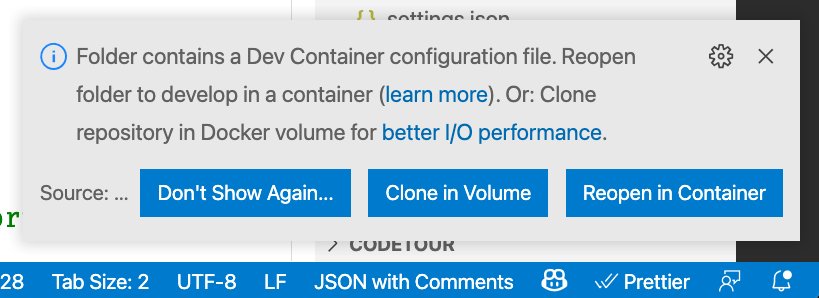 { } settings.json
Folder contains a Dev Container configuration file. Reopen
folder to develop in a container (learn more). Or: Clone
repository in Docker volume for better I/O performance.
Source: ... Don't Show Again... Clone in Volume Reopen in Container
or
CODETOUR
28 Tab Size: 2 UTF-8 LF JSON with Comments Prettier